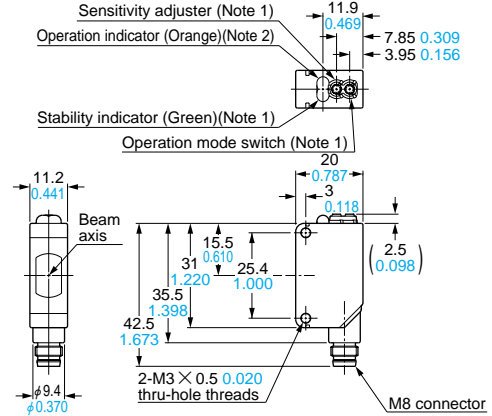 Sensitivity adjuster (Note 1)
11.9
0.469
Operation indicator (Orange)(Note 2)
7.85 0.309
3.95 0.156
Stability indicator (Green)(Note 1)
Operation mode switch (Note 1)
20
0.787
11.2
0.441
3
0.118
Beam
axis
15.5
0.610
2.5
0.098
31
1.220
25.4
1.000
35.5
1.398
42.5
1.673
φ9.4
φ0.370
2-M3 × 0.5 0.020
thru-hole threads
M8 connector